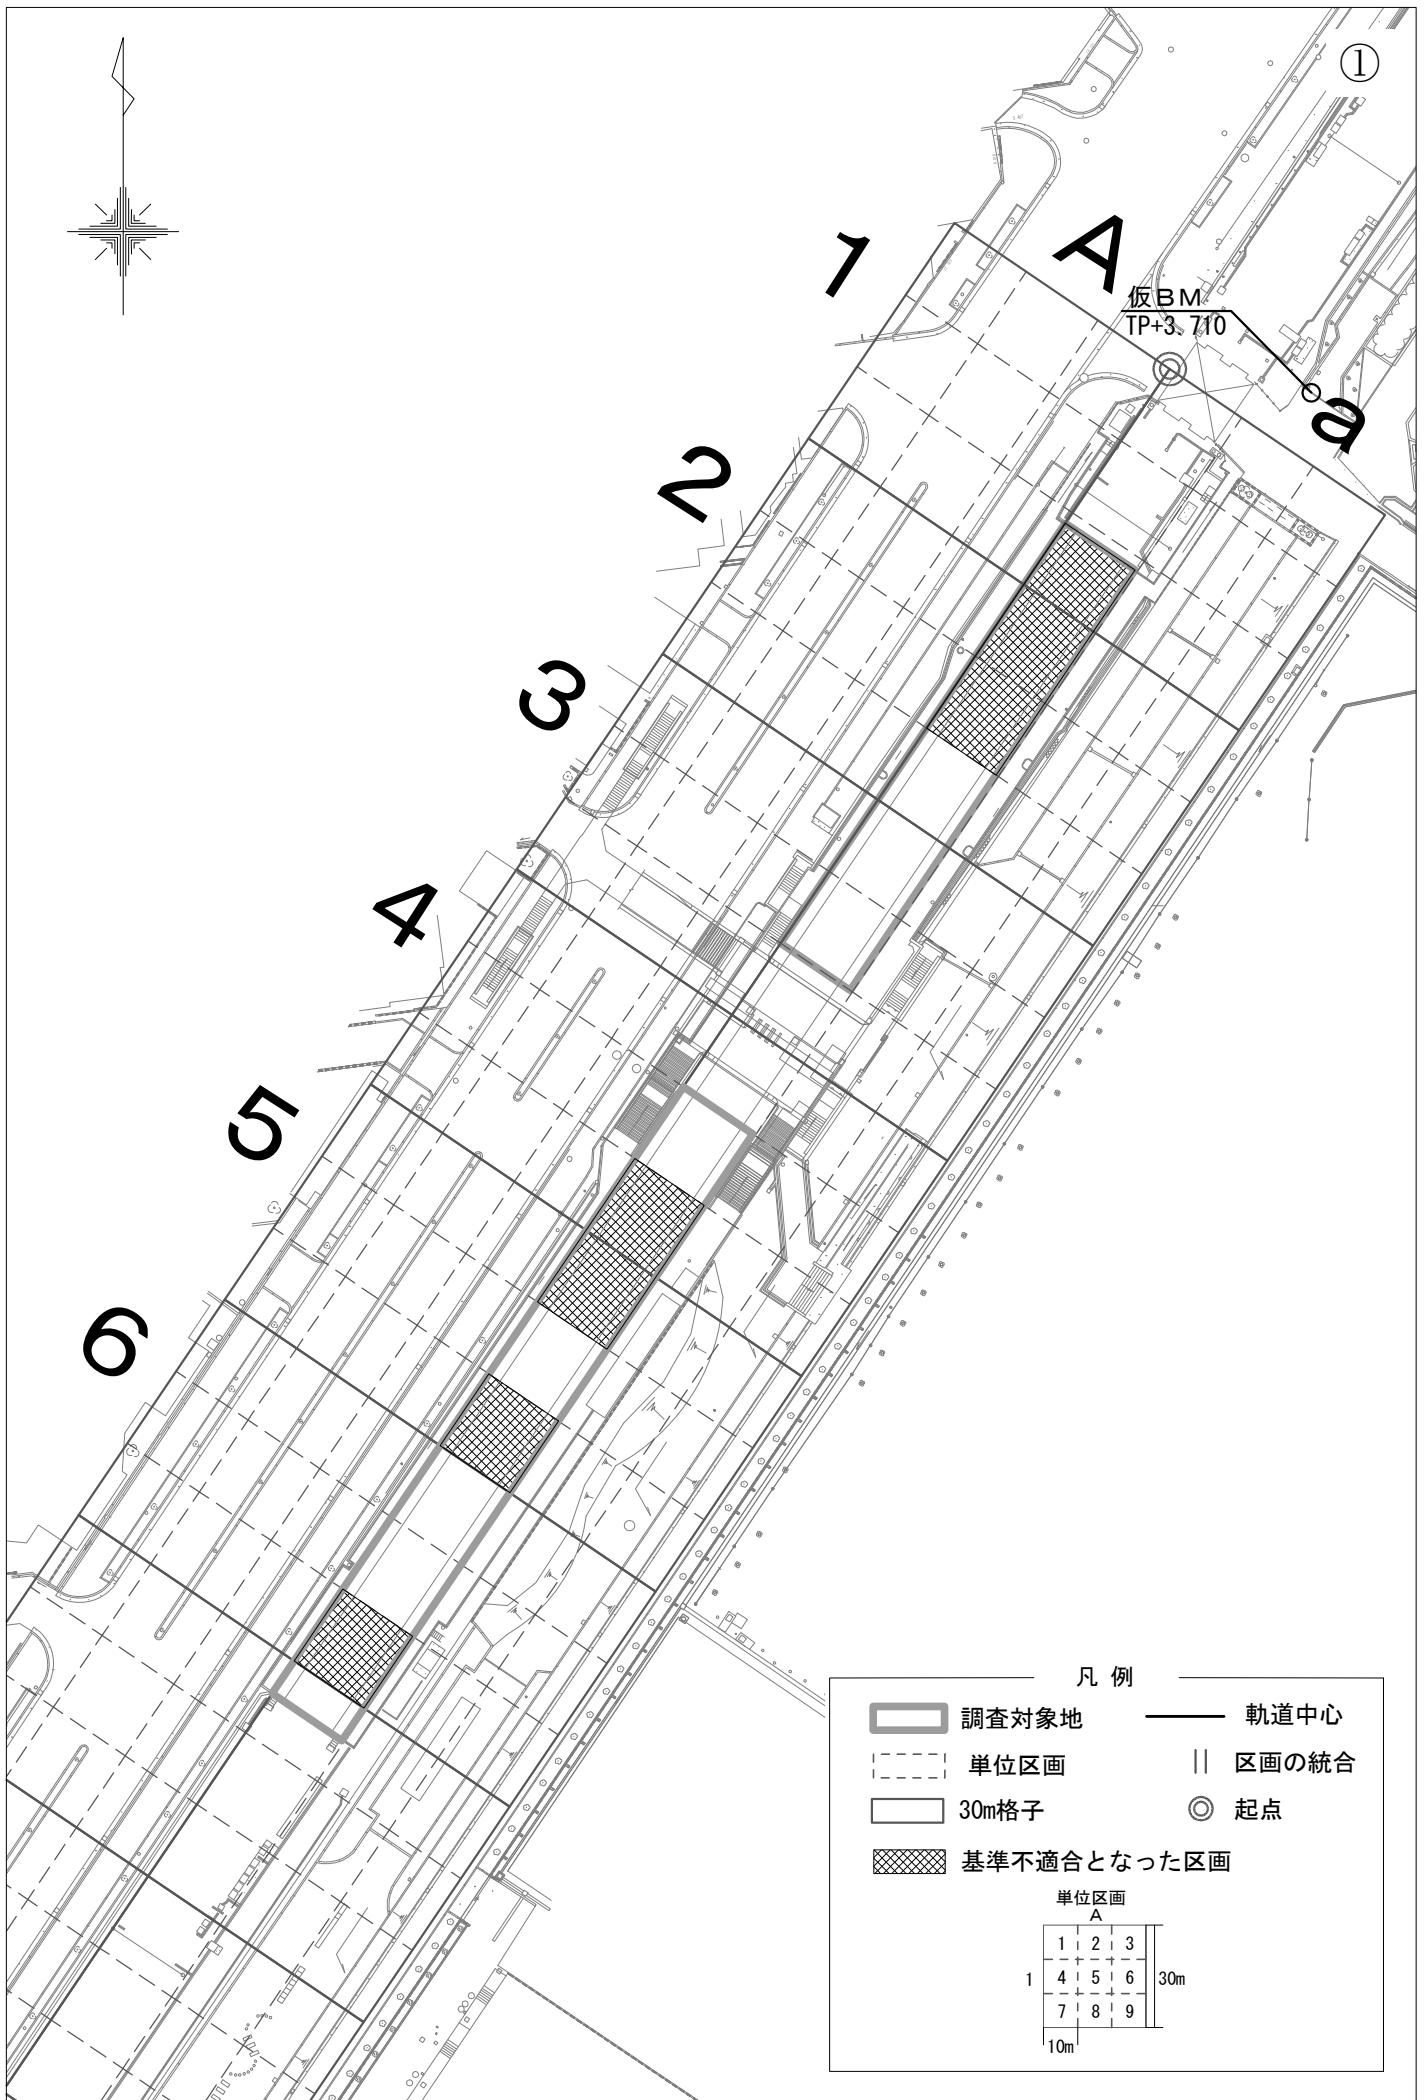 ①
A
1
仮BM
TP+3.710
a
2
3
4
5
6
凡 例
調査対象地
軌道中心
単位区画
区画の統合
30m格子
起点
基準不適合となった区画
単位区画
A
1 2 3
1 4 5 6 30m
7 8 9
10m